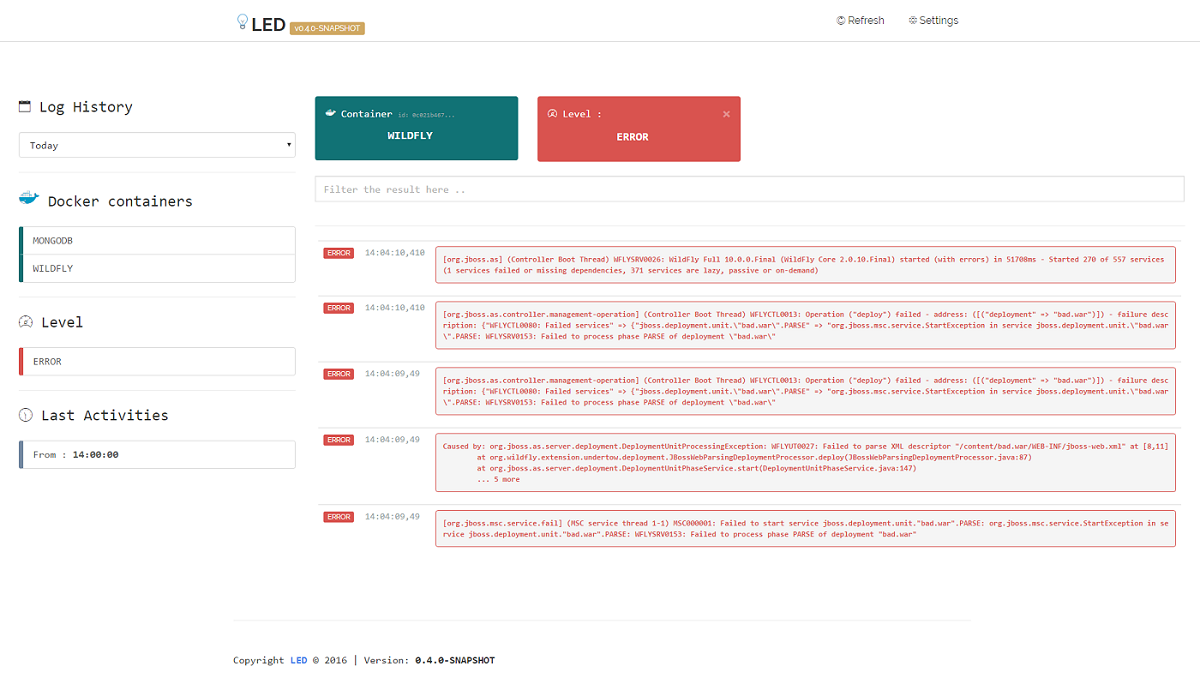 LED v0.4.0-SNAPSHOT
Refresh
Settings
Log History
Today
Docker containers
MONGODB
WILDFLY
Level
ERROR
Last Activities
From : 14:00:00
Container id: 0c021b467...
WILDFLY
Level :
ERROR
Filter the result here ..
ERROR 14:04:10,410
[org.jboss.as] (Controller Boot Thread) WFLYSRV0026: WildFly Full 10.0.0.Final (WildFly Core 2.0.10.Final) started (with errors) in 51708ms - Started 270 of 557 services
(1 services failed or missing dependencies, 371 services are lazy, passive or on-demand)
ERROR 14:04:10,410
[org.jboss.as.controller.management-operation] (Controller Boot Thread) WFLYCTL0013: Operation ("deploy") failed - address: ([("deployment" => "bad.war")]) - failure desc
ription: {"WFLYCTL0080: Failed services" => {"jboss.deployment.unit.\"bad.war\".PARSE" => "org.jboss.msc.service.StartException in service jboss.deployment.unit.\"bad.war
\".PARSE: WFLYSRV0153: Failed to process phase PARSE of deployment \"bad.war\"
ERROR 14:04:09,49
[org.jboss.as.controller.management-operation] (Controller Boot Thread) WFLYCTL0013: Operation ("deploy") failed - address: ([("deployment" => "bad.war")]) - failure desc
ription: {"WFLYCTL0080: Failed services" => {"jboss.deployment.unit.\"bad.war\".PARSE" => "org.jboss.msc.service.StartException in service jboss.deployment.unit.\"bad.war
\".PARSE: WFLYSRV0153: Failed to process phase PARSE of deployment \"bad.war\"
ERROR 14:04:09,49
Caused by: org.jboss.as.server.deployment.DeploymentUnitProcessingException: WFLYUT0027: Failed to parse XML descriptor "/content/bad.war/WEB-INF/jboss-web.xml" at [8,11]
at org.wildfly.extension.undertow.deployment.JBossWebParsingDeploymentProcessor.deploy(JBossWebParsingDeploymentProcessor.java:87)
at org.jboss.as.server.deployment.DeploymentUnitPhaseService.start(DeploymentUnitPhaseService.java:147)
... 5 more
ERROR 14:04:09,49
[org.jboss.msc.service.fail] (MSC service thread 1-1) MSC000001: Failed to start service jboss.deployment.unit."bad.war".PARSE: org.jboss.msc.service.StartException in se
rvice jboss.deployment.unit."bad.war".PARSE: WFLYSRV0153: Failed to process phase PARSE of deployment "bad.war"
Copyright LED © 2016 | Version: 0.4.0-SNAPSHOT